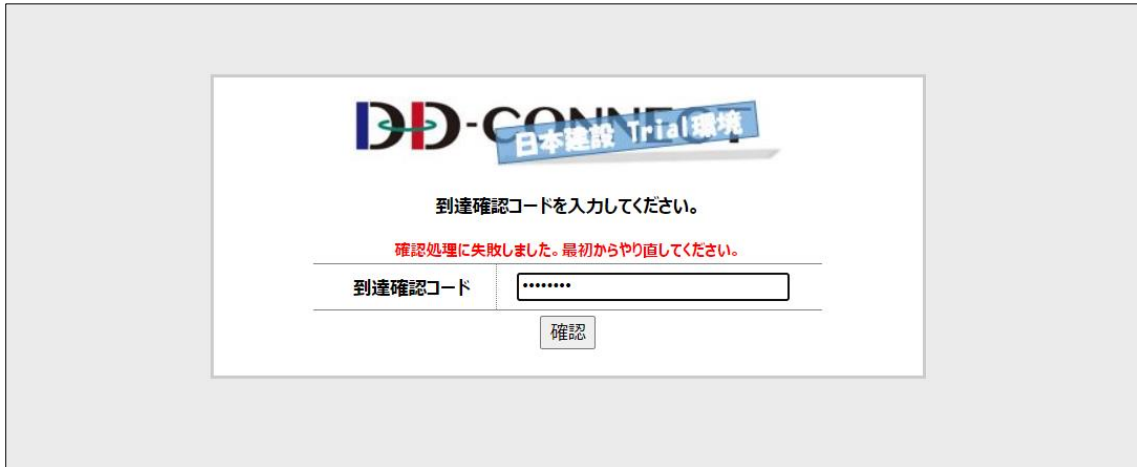 DD-CONNECT
日本建設 Trial環境
到達確認コードを入力してください。
確認処理に失敗しました。最初からやり直してください。
到達確認コード ••••••••
確認